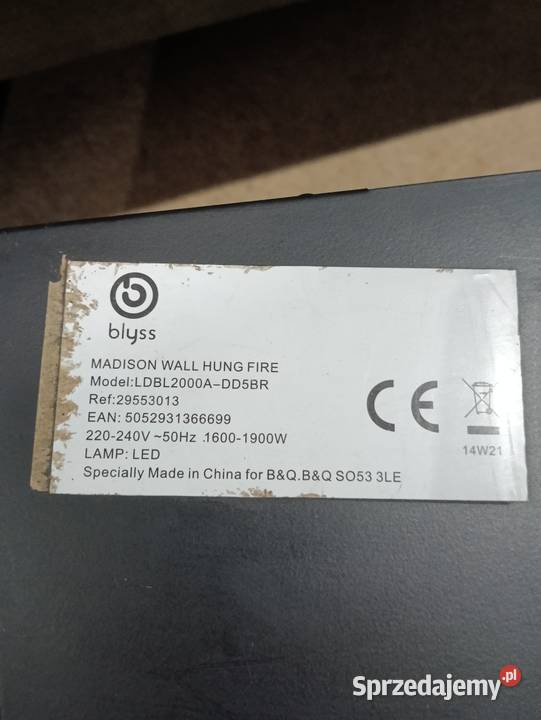 blyss
MADISON WALL HUNG FIRE
Model:LDBL2000A-DD5BR
Ref:29553013
EAN: 5052931366699
220-240V ~50Hz .1600-1900W
LAMP: LED
Specially Made in China for B&Q.B&Q SO53 3LE
CE
14W21
Sprzedajemy.pl